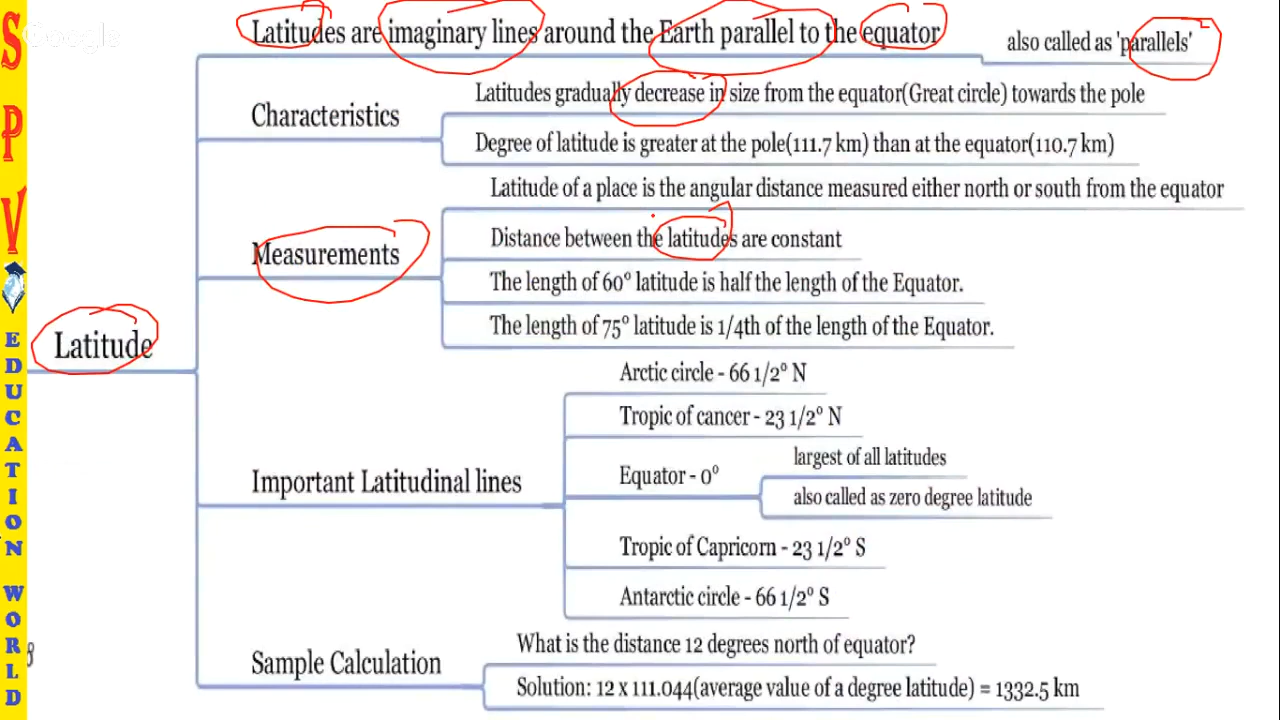 SPV EDUCATION WORLD
Google
Latitudes are imaginary lines around the Earth parallel to the equator
also called as 'parallels'
Characteristics
Latitudes gradually decrease in size from the equator(Great circle) towards the pole
Degree of latitude is greater at the pole(111.7 km) than at the equator(110.7 km)
Measurements
Latitude of a place is the angular distance measured either north or south from the equator
Distance between the latitudes are constant
The length of 60° latitude is half the length of the Equator.
The length of 75° latitude is 1/4th of the length of the Equator.
Latitude
Important Latitudinal lines
Arctic circle - 66 1/2° N
Tropic of cancer - 23 1/2° N
Equator - 0°
largest of all latitudes
also called as zero degree latitude
Tropic of Capricorn - 23 1/2° S
Antarctic circle - 66 1/2° S
Sample Calculation
What is the distance 12 degrees north of equator?
Solution: 12 x 111.044(average value of a degree latitude) = 1332.5 km